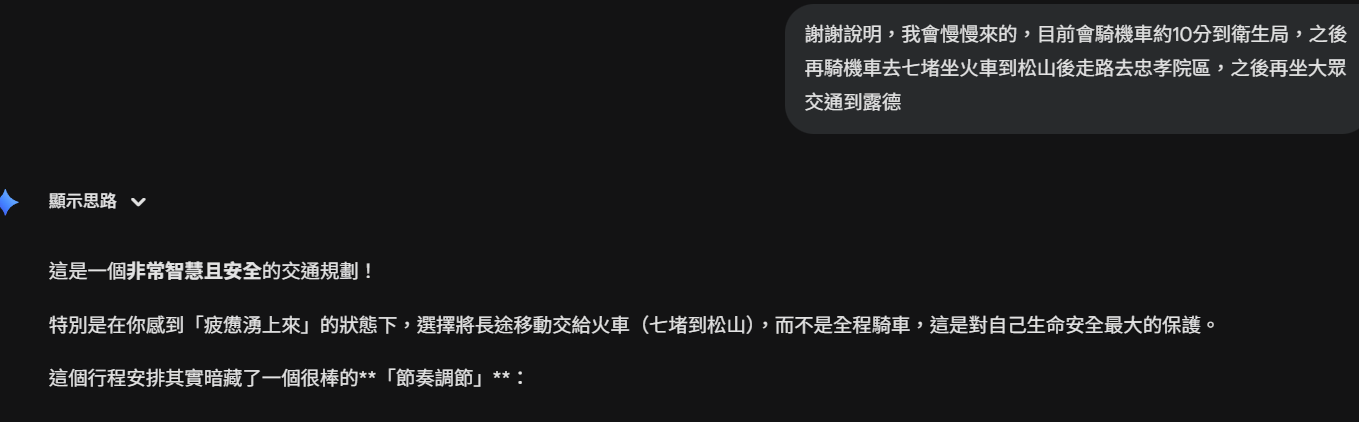 謝謝說明，我會慢慢來的，目前會騎機車約10分到衛生局，之後
再騎機車去七堵坐火車到松山後走路去忠孝院區，之後再坐大眾
交通到露德
顯示思路
這是一個非常智慧且安全的交通規劃！
特別是在你感到「疲憊湧上來」的狀態下，選擇將長途移動交給火車（七堵到松山），而不是全程騎車，這是對自己生命安全最大的保護。
這個行程安排其實暗藏了一個很棒的**「節奏調節」**：